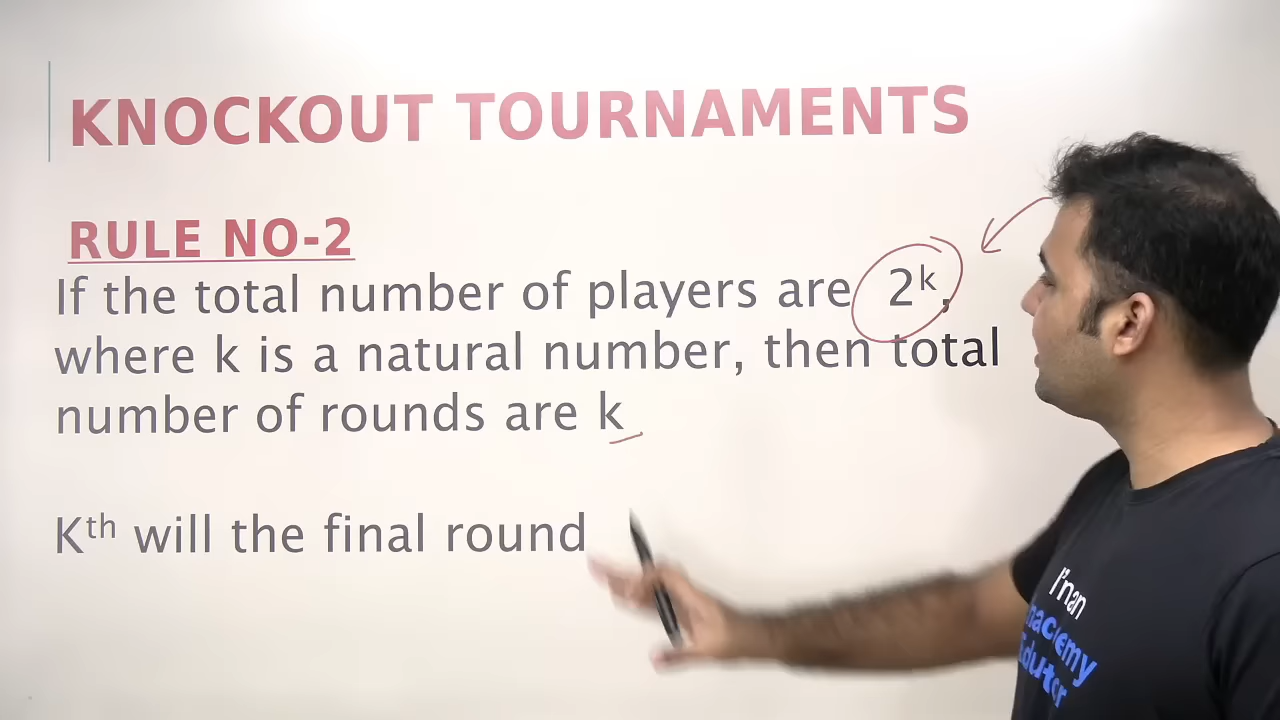 KNOCKOUT TOURNAMENTS
RULE NO-2
If the total number of players are 2ᵏ,
where k is a natural number, then total
number of rounds are k
Kᵗʰ will the final round
I'm an